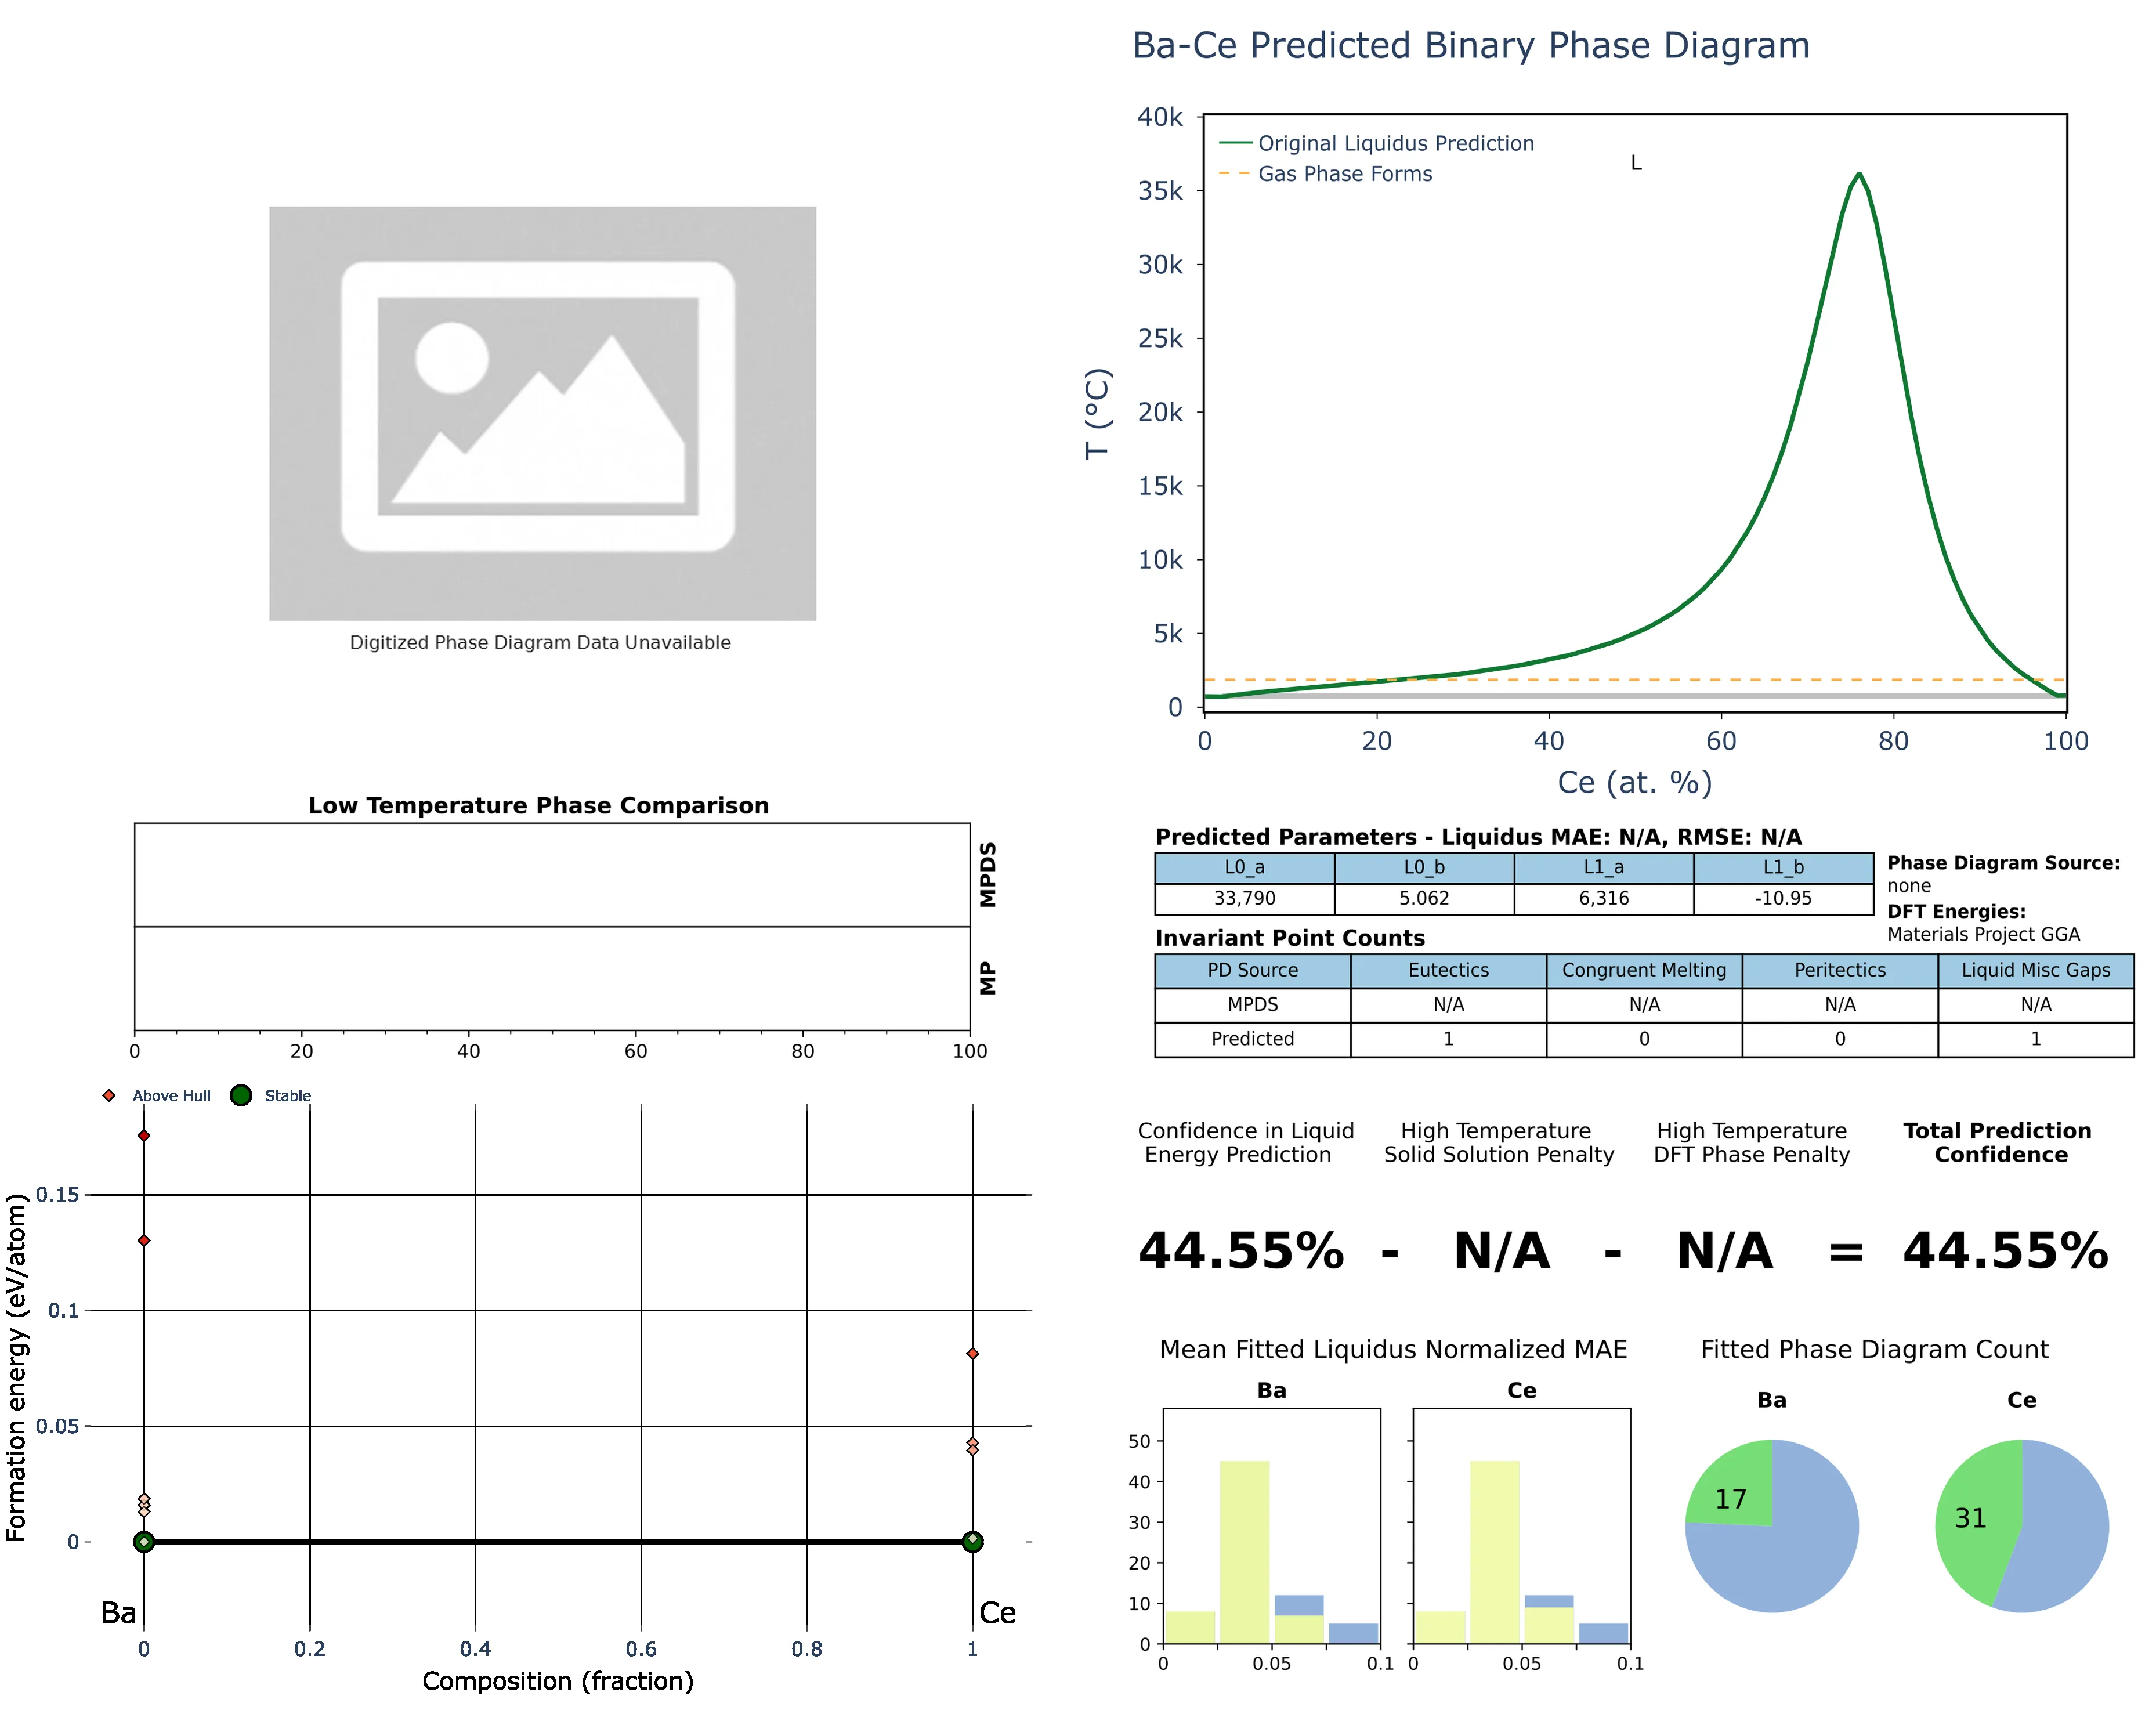 Ba-Ce Predicted Binary Phase Diagram
40k
35k
30k
25k
20k
15k
10k
5k
0
T (°C)
Original Liquidus Prediction
Gas Phase Forms
L
0 20 40 60 80 100
Ce (at. %)
Digitized Phase Diagram Data Unavailable
Low Temperature Phase Comparison
MPDS
MP
0 20 40 60 80 100
Predicted Parameters - Liquidus MAE: N/A, RMSE: N/A
L0_a L0_b L1_a L1_b
33,790 5.062 6,316 -10.95
Phase Diagram Source:
none
DFT Energies:
Materials Project GGA
Invariant Point Counts
PD Source Eutectics Congruent Melting Peritectics Liquid Misc Gaps
MPDS N/A N/A N/A N/A
Predicted 1 0 0 1
Above Hull Stable
0.15
0.1
0.05
0
Formation energy (eV/atom)
Ba Ce
0 0.2 0.4 0.6 0.8 1
Composition (fraction)
Confidence in Liquid
Energy Prediction
High Temperature
Solid Solution Penalty
High Temperature
DFT Phase Penalty
Total Prediction
Confidence
44.55% - N/A - N/A = 44.55%
Mean Fitted Liquidus Normalized MAE
Ba Ce
50
40
30
20
10
0
0 0.05 0.1 0 0.05 0.1
Fitted Phase Diagram Count
Ba Ce
17 31